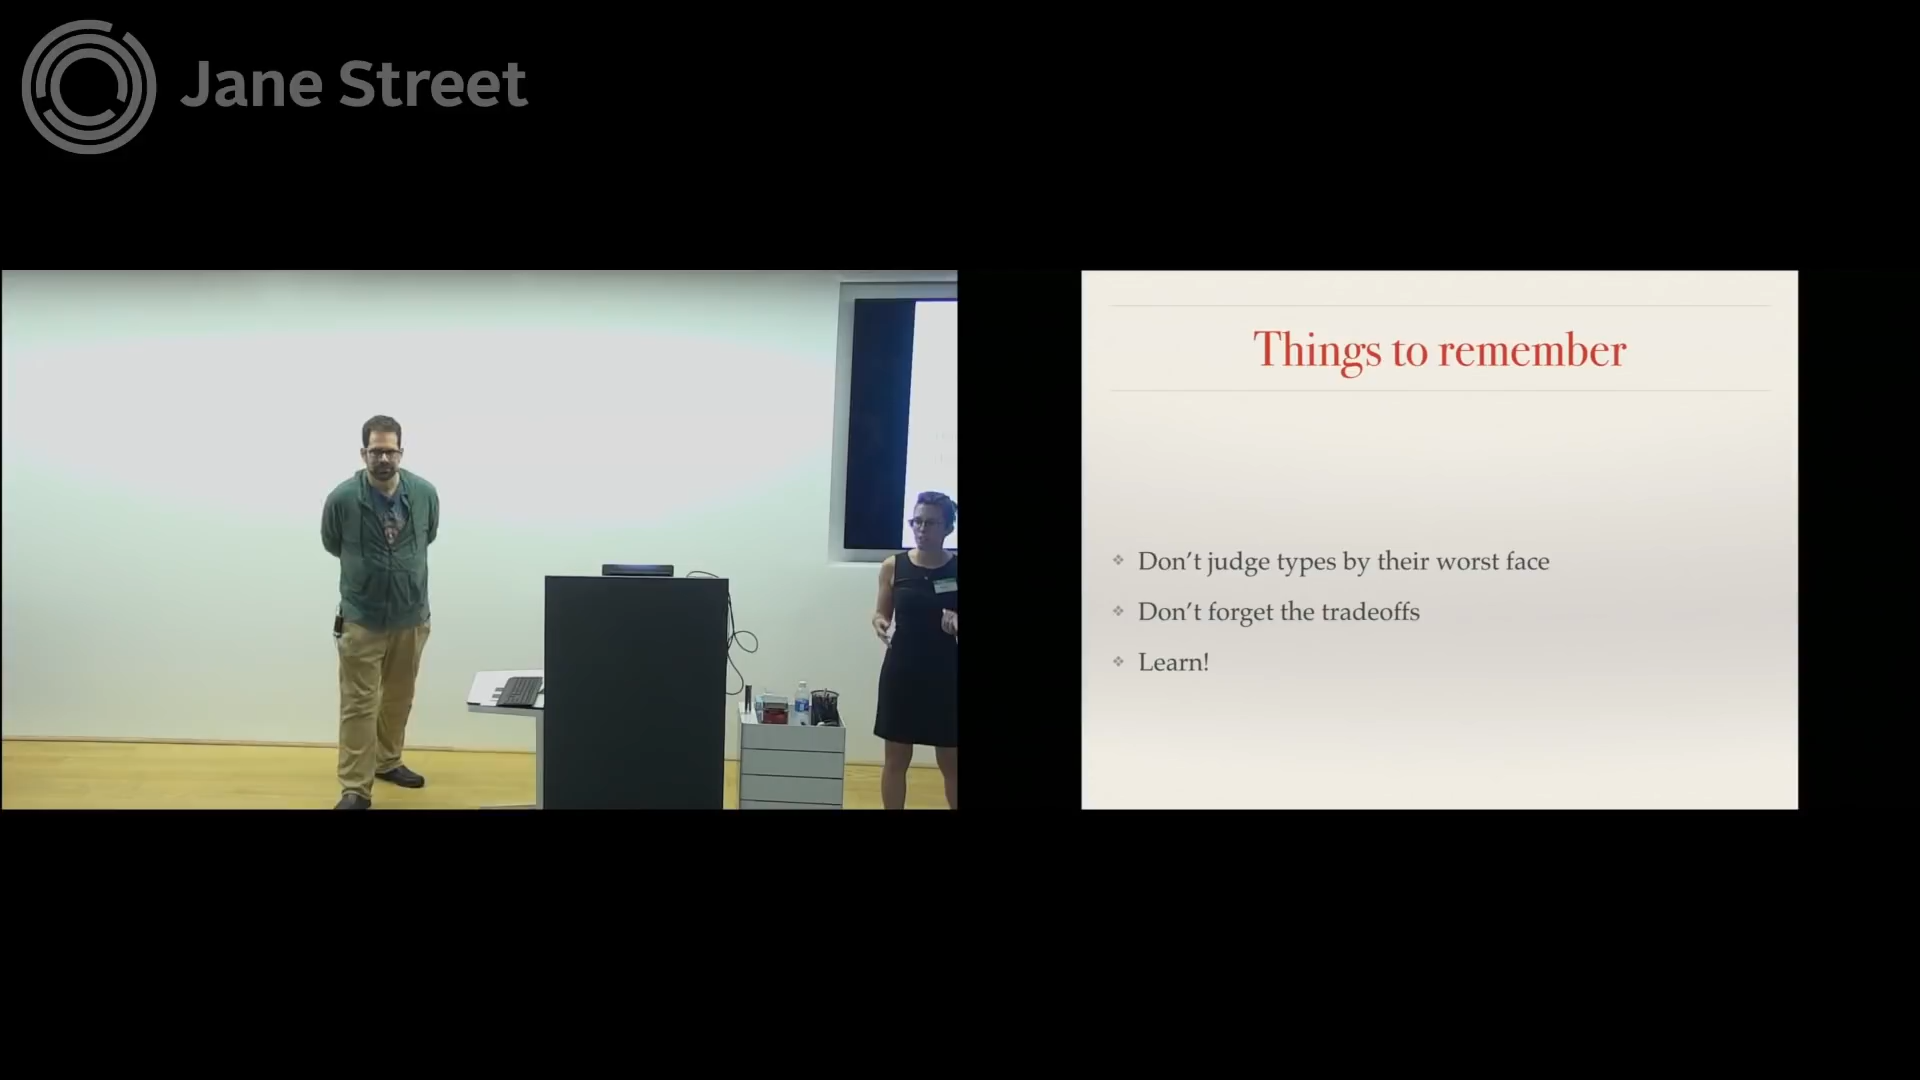 Jane Street
Things to remember
Don't judge types by their worst face
Don't forget the tradeoffs
Learn!